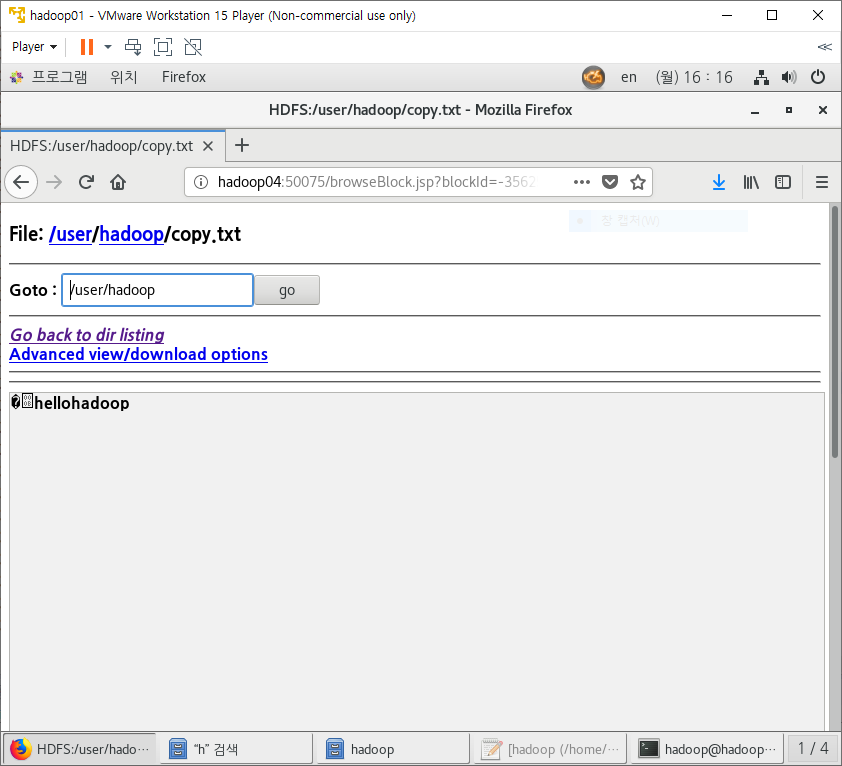 hadoop01 - VMware Workstation 15 Player (Non-commercial use only)
Player
프로그램 위치 Firefox en (월) 16 : 16
HDFS:/user/hadoop/copy.txt - Mozilla Firefox
HDFS:/user/hadoop/copy.txt
hadoop04:50075/browseBlock.jsp?blockId=-3562
창 캡처(W)
File: /user/hadoop/copy.txt
Goto : /user/hadoop go
Go back to dir listing
Advanced view/download options
hellohadoop
HDFS:/user/hado… "h" 검색 hadoop [hadoop (/home/… hadoop@hadoop… 1 / 4